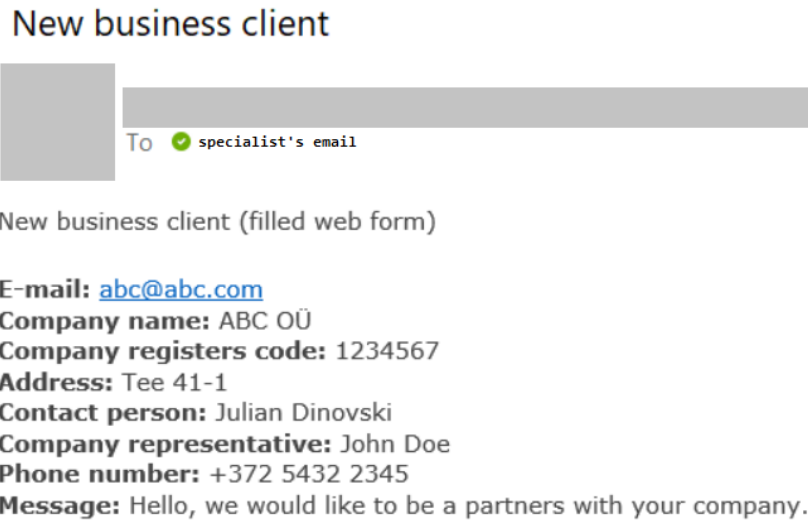 New business client
To specialist's email
New business client (filled web form)
E-mail: abc@abc.com
Company name: ABC OÜ
Company registers code: 1234567
Address: Tee 41-1
Contact person: Julian Dinovski
Company representative: John Doe
Phone number: +372 5432 2345
Message: Hello, we would like to be a partners with your company.